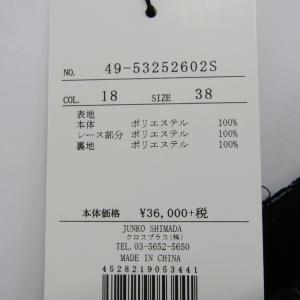 NO. 49-53252602S
COL. 18 SIZE 38
表地
本体 ポリエステル 100%
レース部分 ポリエステル 100%
裏地 ポリエステル 100%
本体価格 ¥36,000+税
JUNKO SHIMADA
クロスプラス(株)
TEL. 03-5652-5650
MADE IN CHINA
4528219053441